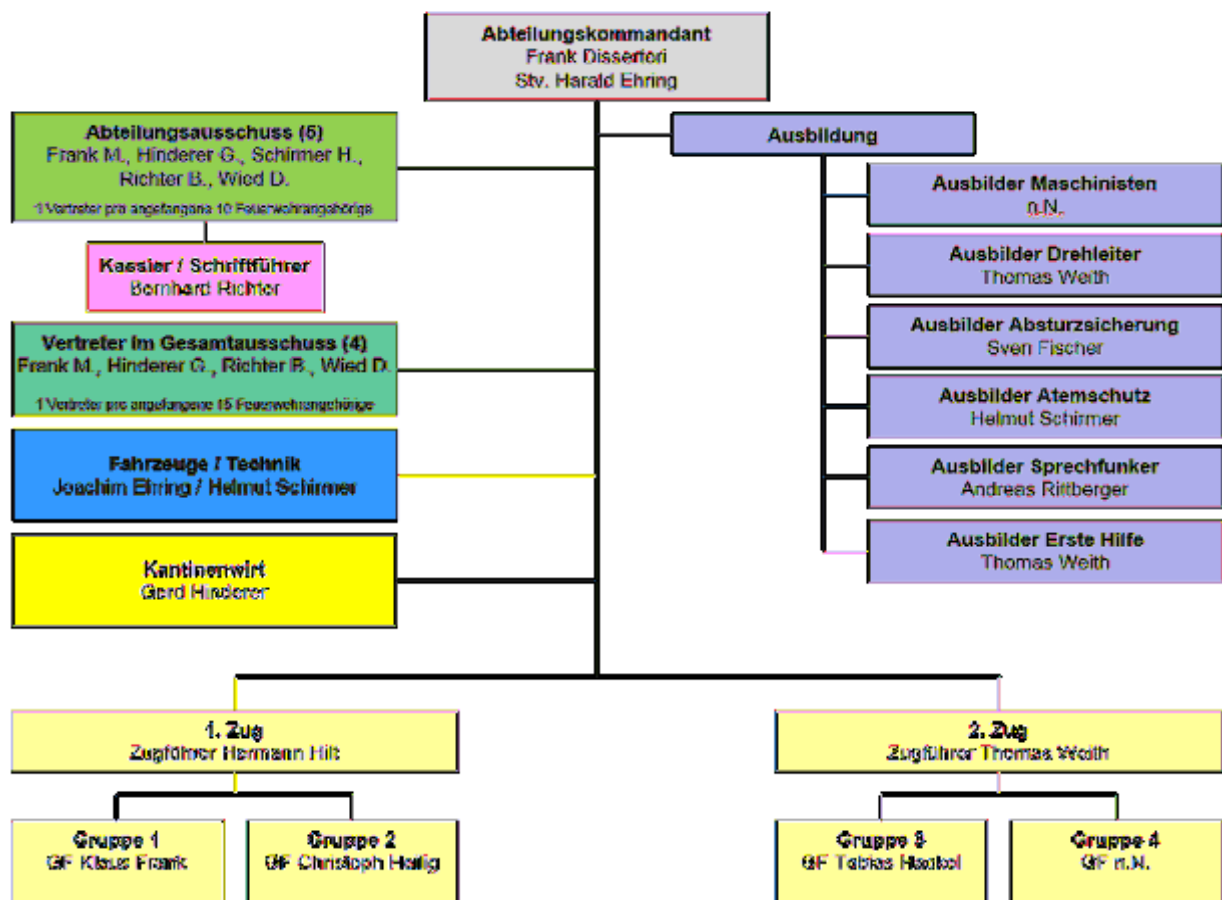 Abteilungskommandant
Frank Dissertori
Stv. Harald Ehring
Abteilungsausschuss (5)
Frank M., Hinderer G., Schirmer H.,
Richter B., Wied D.
1 Vertreter pro angefangene 10 Feuerwehrangehörige
Kassier / Schriftführer
Bernhard Richter
Vertreter im Gesamtausschuss (4)
Frank M., Hinderer G., Richter B., Wied D.
1 Vertreter pro angefangene 15 Feuerwehrangehörige
Fahrzeuge / Technik
Joachim Ehring / Helmut Schirmer
Kantinenwirt
Gerd Hinderer
Ausbildung
Ausbilder Maschinisten
n.N.
Ausbilder Drehleiter
Thomas Weith
Ausbilder Absturzsicherung
Sven Fischer
Ausbilder Atemschutz
Helmut Schirmer
Ausbilder Sprechfunker
Andreas Rittberger
Ausbilder Erste Hilfe
Thomas Weith
1. Zug
Zugführer Hermann Hilt
2. Zug
Zugführer Thomas Weith
Gruppe 1
GF Klaus Frank
Gruppe 2
GF Christoph Heilig
Gruppe 3
GF Tobias
Gruppe 4
GF n.N.